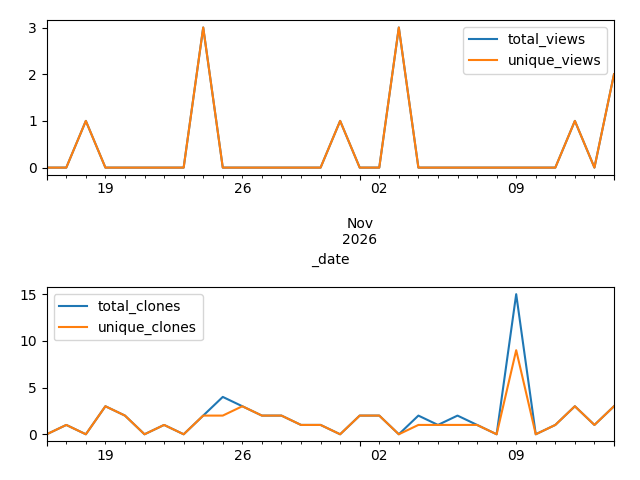 3
2
1
0
total_views
unique_views
19
26
02
09
Nov
2026
_date
15
10
5
0
total_clones
unique_clones
19
26
02
09